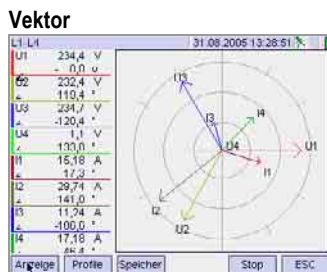 Vektor
L1 L4 31.08.2005 13:28:51
U1 234,4 V
0,0
U2 232,4 V
119,4 °
U3 234,7 V
-120,4 °
U4 1,1 V
133,0 °
I1 15,18 A
17,3 °
I2 29,74 A
141,0 °
I3 11,24 A
-100,0 °
I4 17,18 A
U3
I3
I4
U4
U1
I1
I2
U2
Anzeige Profile Speicher Stop ESC